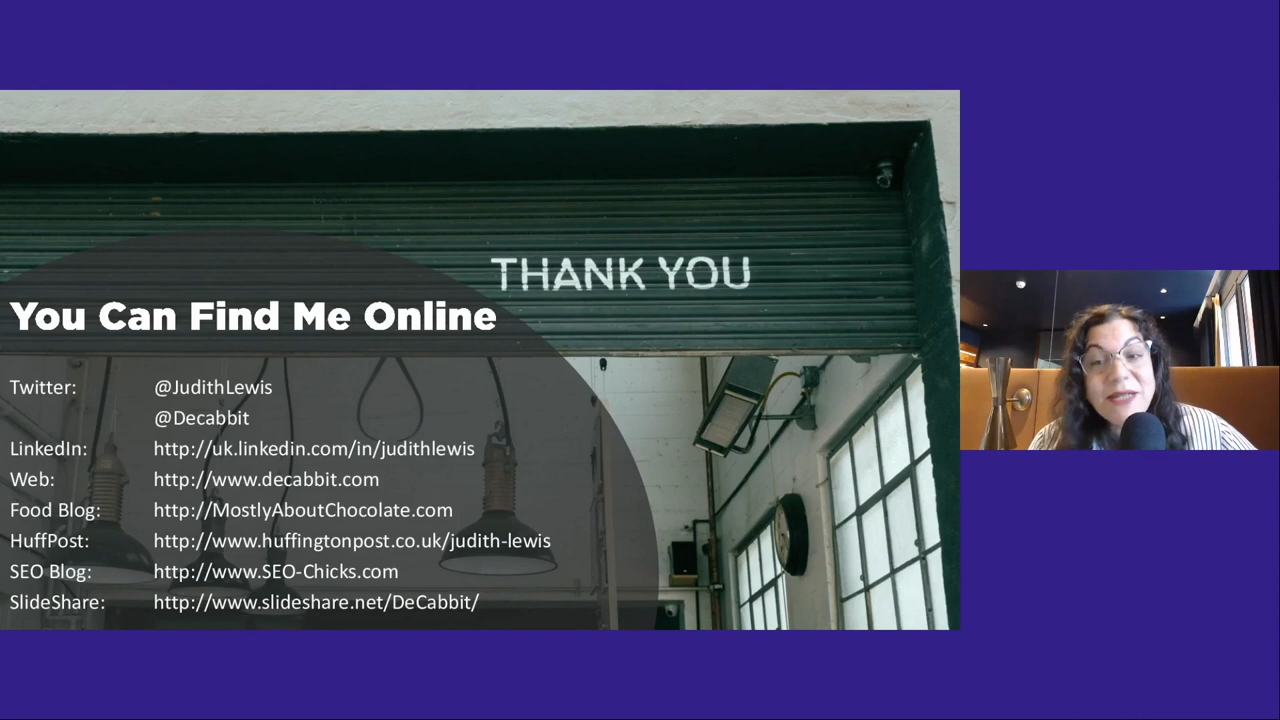 THANK YOU
You Can Find Me Online
Twitter: @JudithLewis
@Decabbit
LinkedIn: http://uk.linkedin.com/in/judithlewis
Web: http://www.decabbit.com
Food Blog: http://MostlyAboutChocolate.com
HuffPost: http://www.huffingtonpost.co.uk/judith-lewis
SEO Blog: http://www.SEO-Chicks.com
SlideShare: http://www.slideshare.net/DeCabbit/